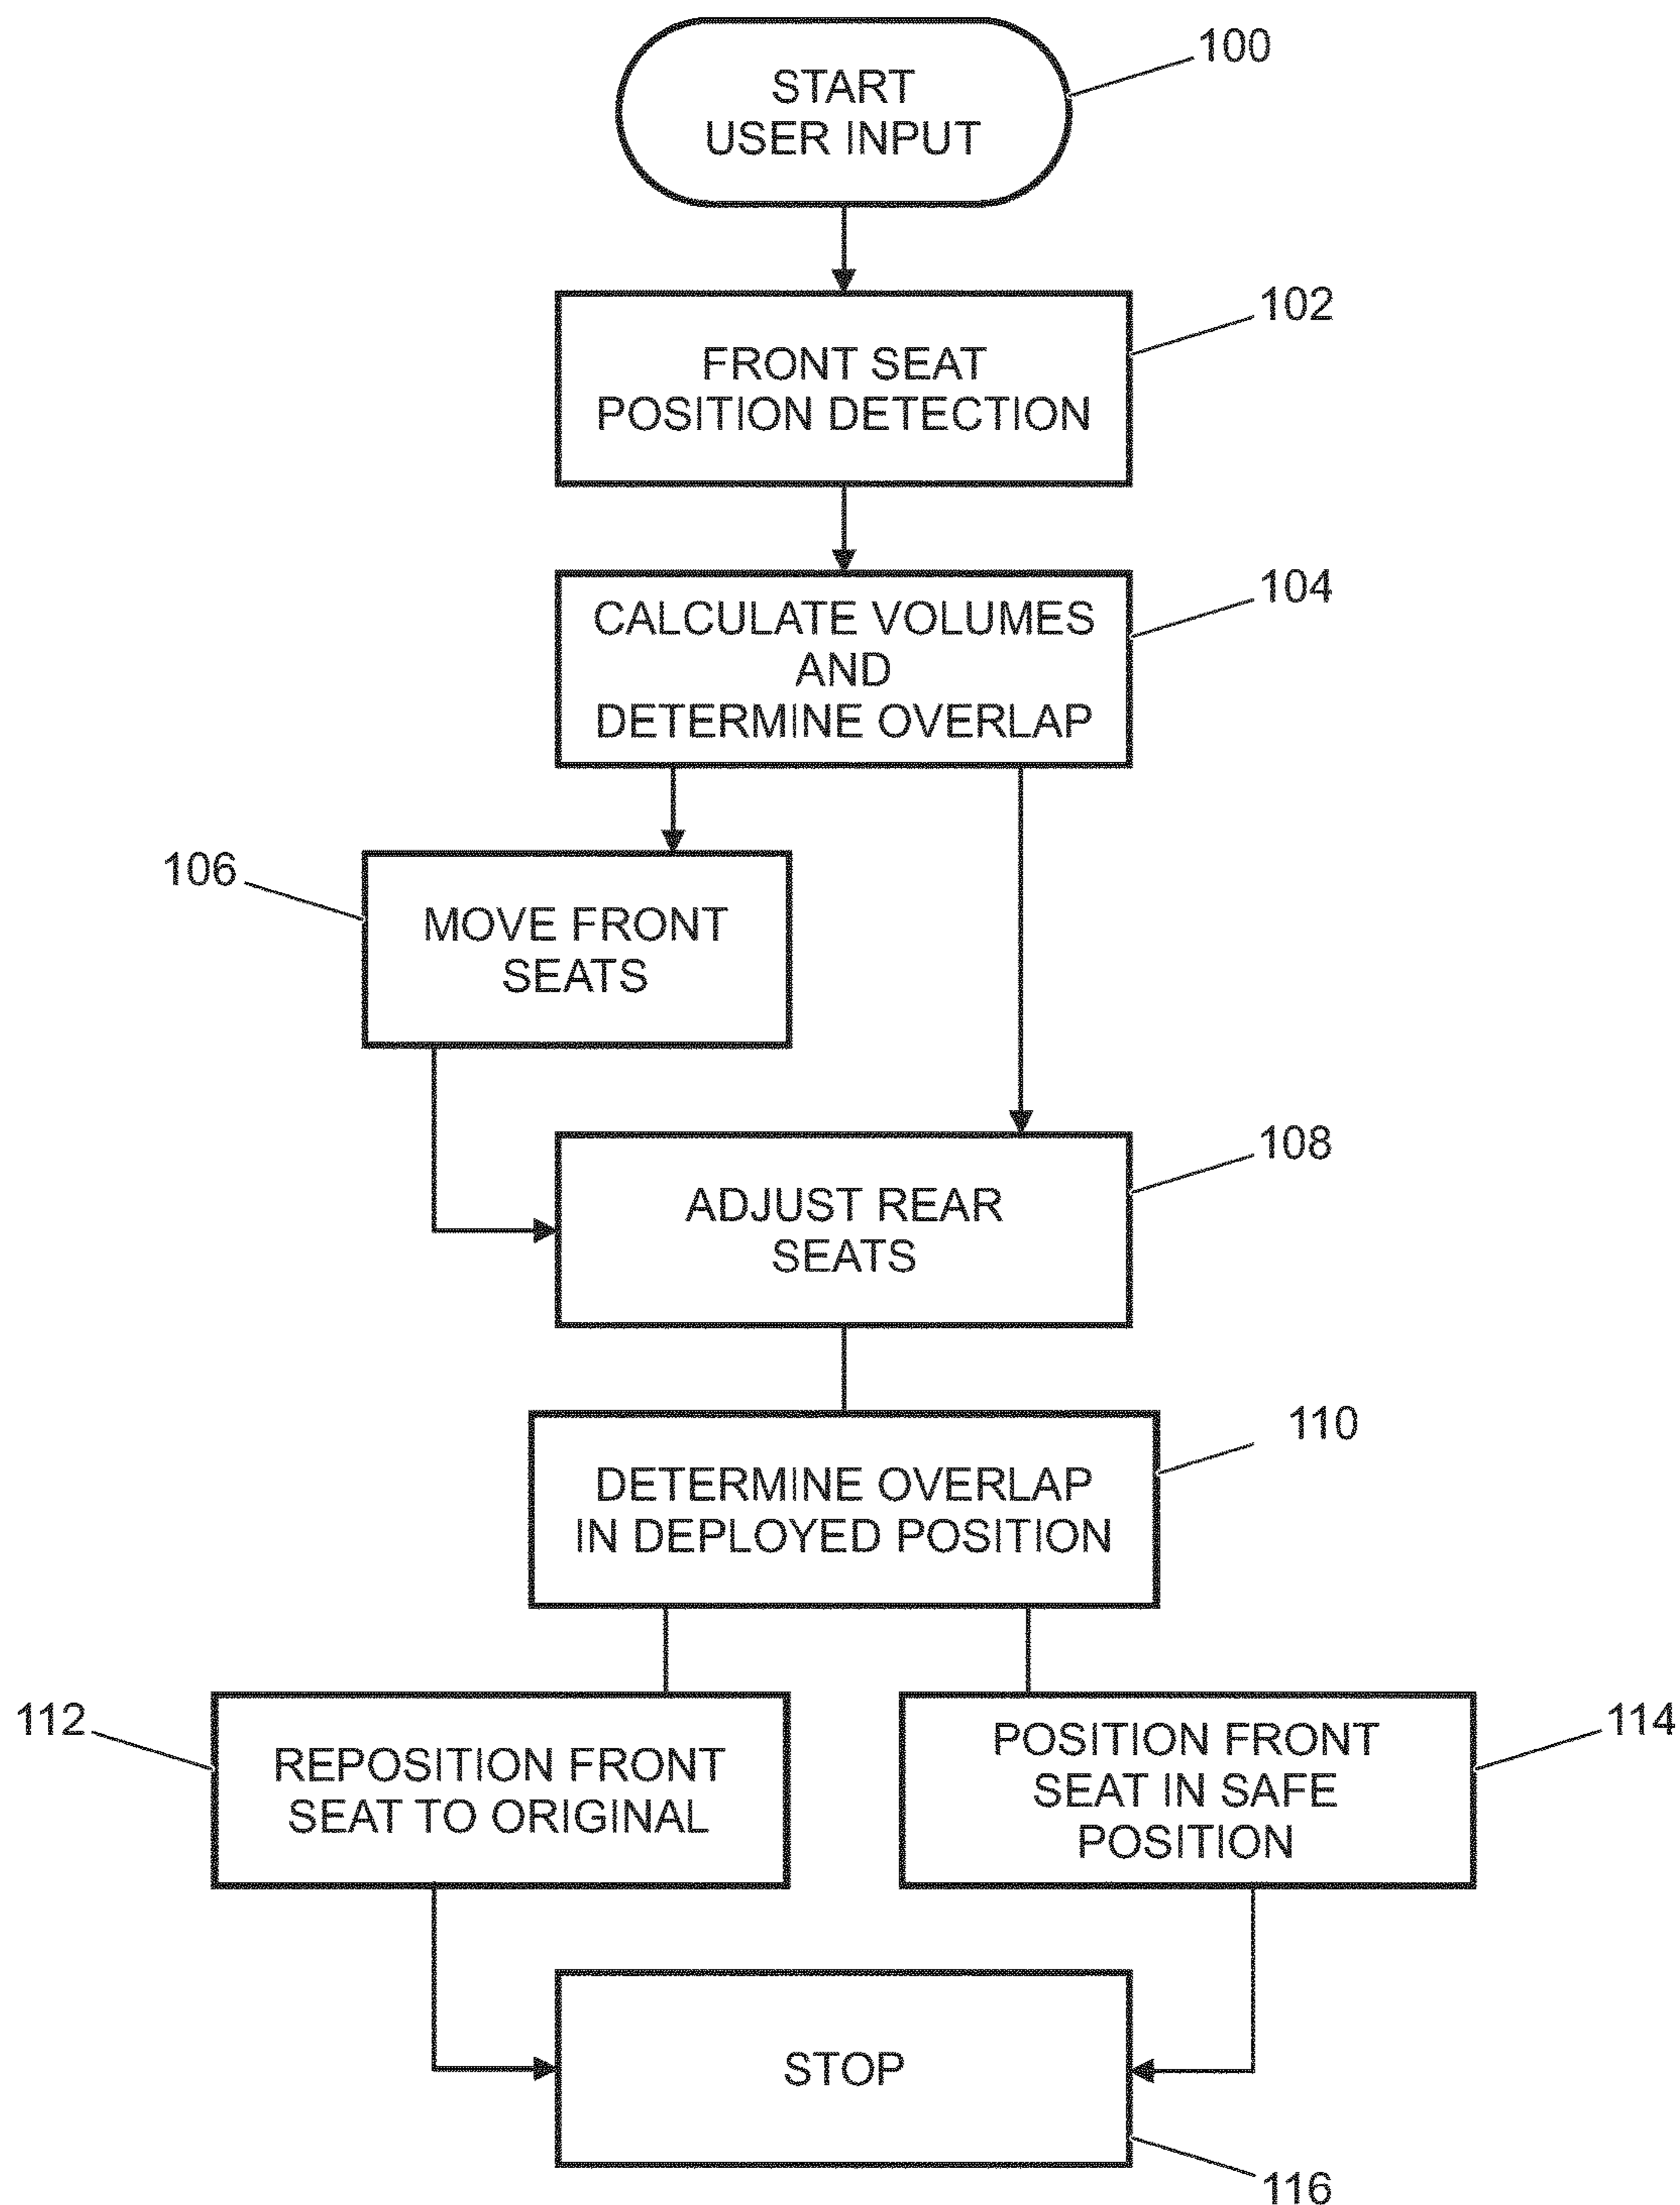 START
USER INPUT
100
FRONT SEAT
POSITION DETECTION
102
CALCULATE VOLUMES
AND
DETERMINE OVERLAP
104
MOVE FRONT
SEATS
106
ADJUST REAR
SEATS
108
DETERMINE OVERLAP
IN DEPLOYED POSITION
110
REPOSITION FRONT
SEAT TO ORIGINAL
112
POSITION FRONT
SEAT IN SAFE
POSITION
114
STOP
116